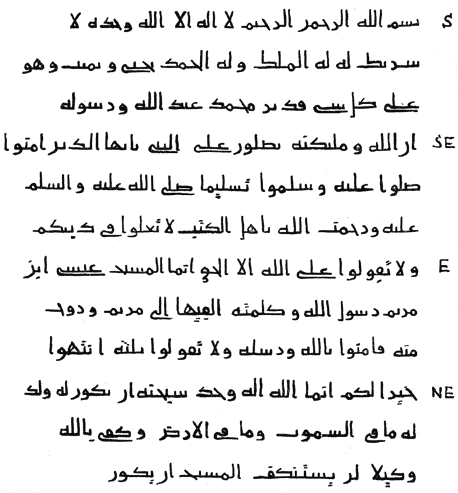 S بسم الله الرحمن الرحيم لا اله الا الله وحده لا
شريك له له الملك وله الحمد يحيى ويميت وهو
على كل شى قدير محمد عبد الله ورسوله
SE ان الله وملئكته يصلون على النبى يايها الذين امنوا
صلوا عليه وسلموا تسليما صلى الله عليه والسلم
عليه ورحمت الله ياهل الكتب لا تغلوا فى دينكم
E ولا تقولوا على الله الا الحق انما المسيح عيسى ابن
مريم رسول الله وكلمته القيها الى مريم وروح
منه فامنوا بالله ورسله ولا تقولوا ثلثة انتهوا
NE خيرا لكم انما الله اله وحد سبحنه ان يكون له ولد
له ما فى السموت وما فى الارض وكفى بالله
وكيلا لن يستنكف المسيح ان يكون